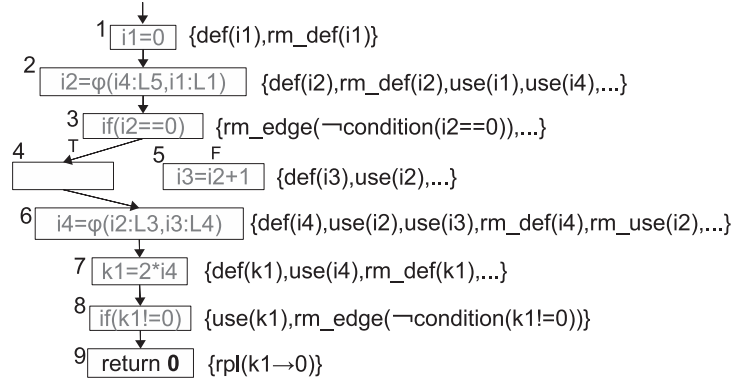 1 i1=0 {def(i1),rm_def(i1)}
2 i2=φ(i4:L5,i1:L1) {def(i2),rm_def(i2),use(i1),use(i4),...}
3 if(i2==0) {rm_edge(¬condition(i2==0)),...}
T F
4 5 i3=i2+1 {def(i3),use(i2),...}
6 i4=φ(i2:L3,i3:L4) {def(i4),use(i2),use(i3),rm_def(i4),rm_use(i2),...}
7 k1=2*i4 {def(k1),use(i4),rm_def(k1),...}
8 if(k1!=0) {use(k1),rm_edge(¬condition(k1!=0))}
9 return 0 {rpl(k1→0)}